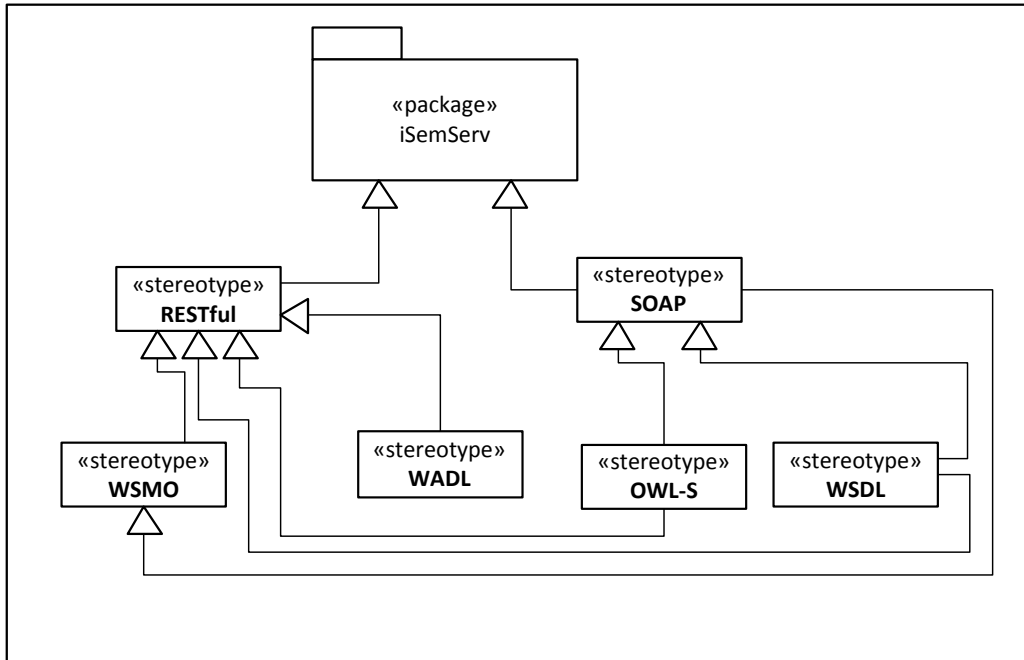 «package»
iSemServ
«stereotype»
RESTful
«stereotype»
SOAP
«stereotype»
WSMO
«stereotype»
WADL
«stereotype»
OWL-S
«stereotype»
WSDL